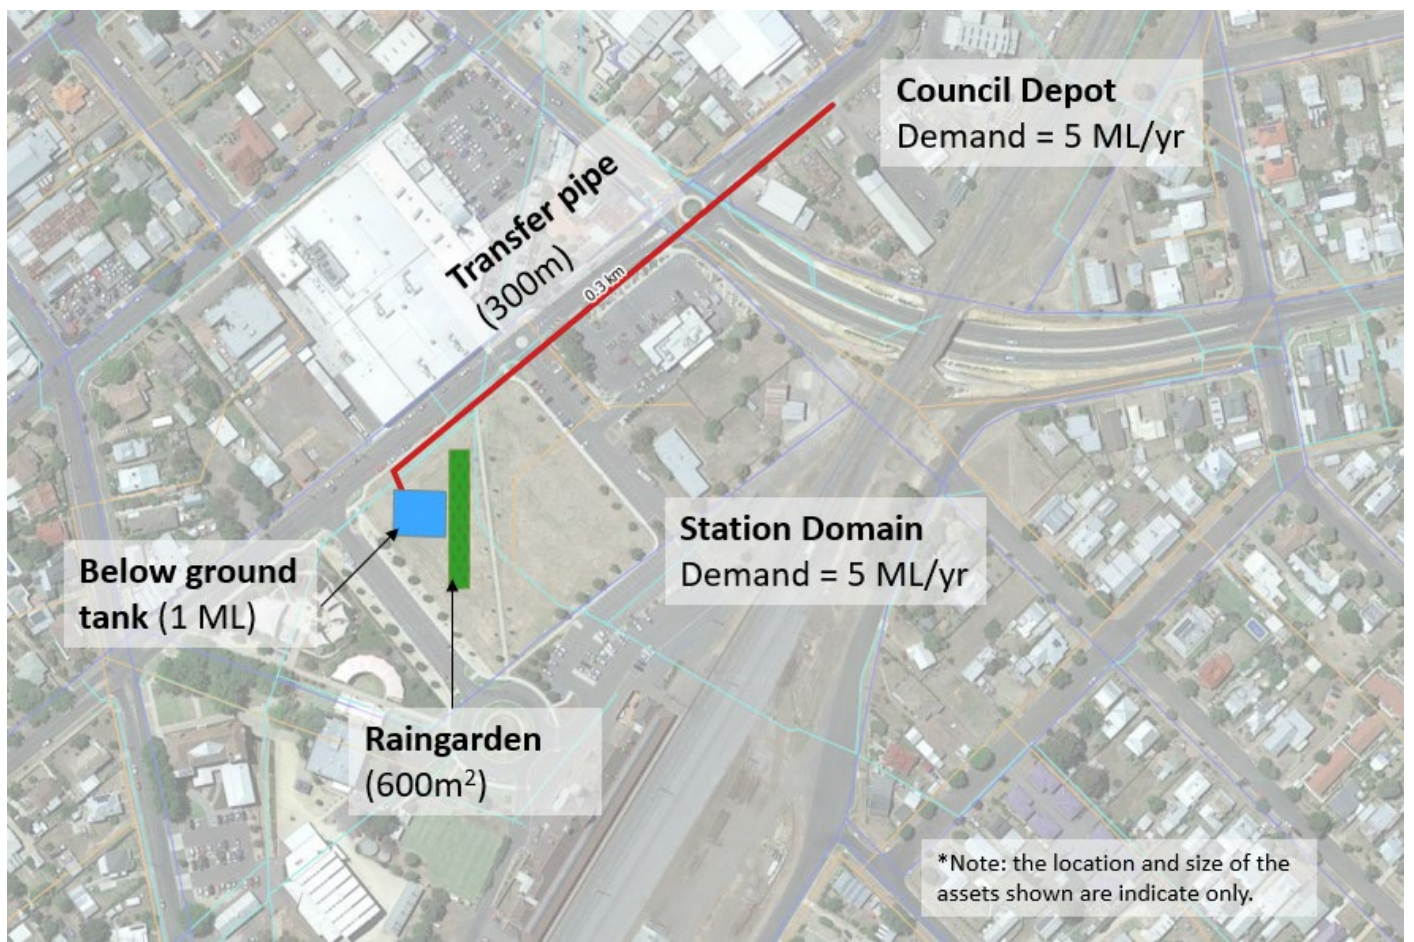 Council Depot
Demand = 5 ML/yr
Transfer pipe
(300m)
0.3 km
Station Domain
Demand = 5 ML/yr
Below ground
tank (1 ML)
Raingarden
(600m²)
*Note: the location and size of the
assets shown are indicate only.